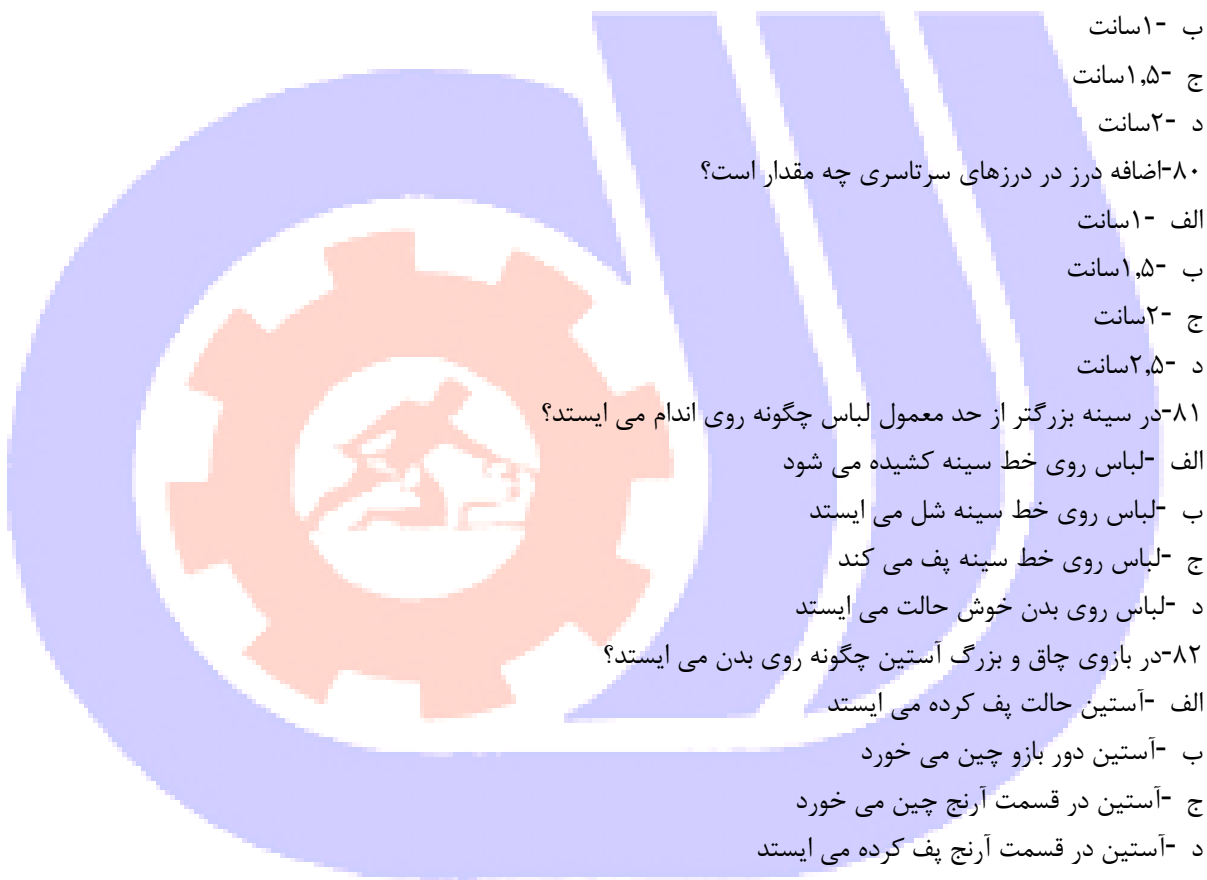 ب -۱سانت
ج -۱,۵سانت
د -۲سانت
۸۰-اضافه درز در درزهای سرتاسری چه مقدار است؟
الف -۱سانت
ب -۱,۵سانت
ج -۲سانت
د -۲,۵سانت
۸۱-در سینه بزرگتر از حد معمول لباس چگونه روی اندام می ایستد؟
الف -لباس روی خط سینه کشیده می شود
ب -لباس روی خط سینه شل می ایستد
ج -لباس روی خط سینه پف می کند
د -لباس روی بدن خوش حالت می ایستد
۸۲-در بازوی چاق و بزرگ آستین چگونه روی بدن می ایستد؟
الف -آستین حالت پف کرده می ایستد
ب -آستین دور بازو چین می خورد
ج -آستین در قسمت آرنج چین می خورد
د -آستین در قسمت آرنج پف کرده می ایستد